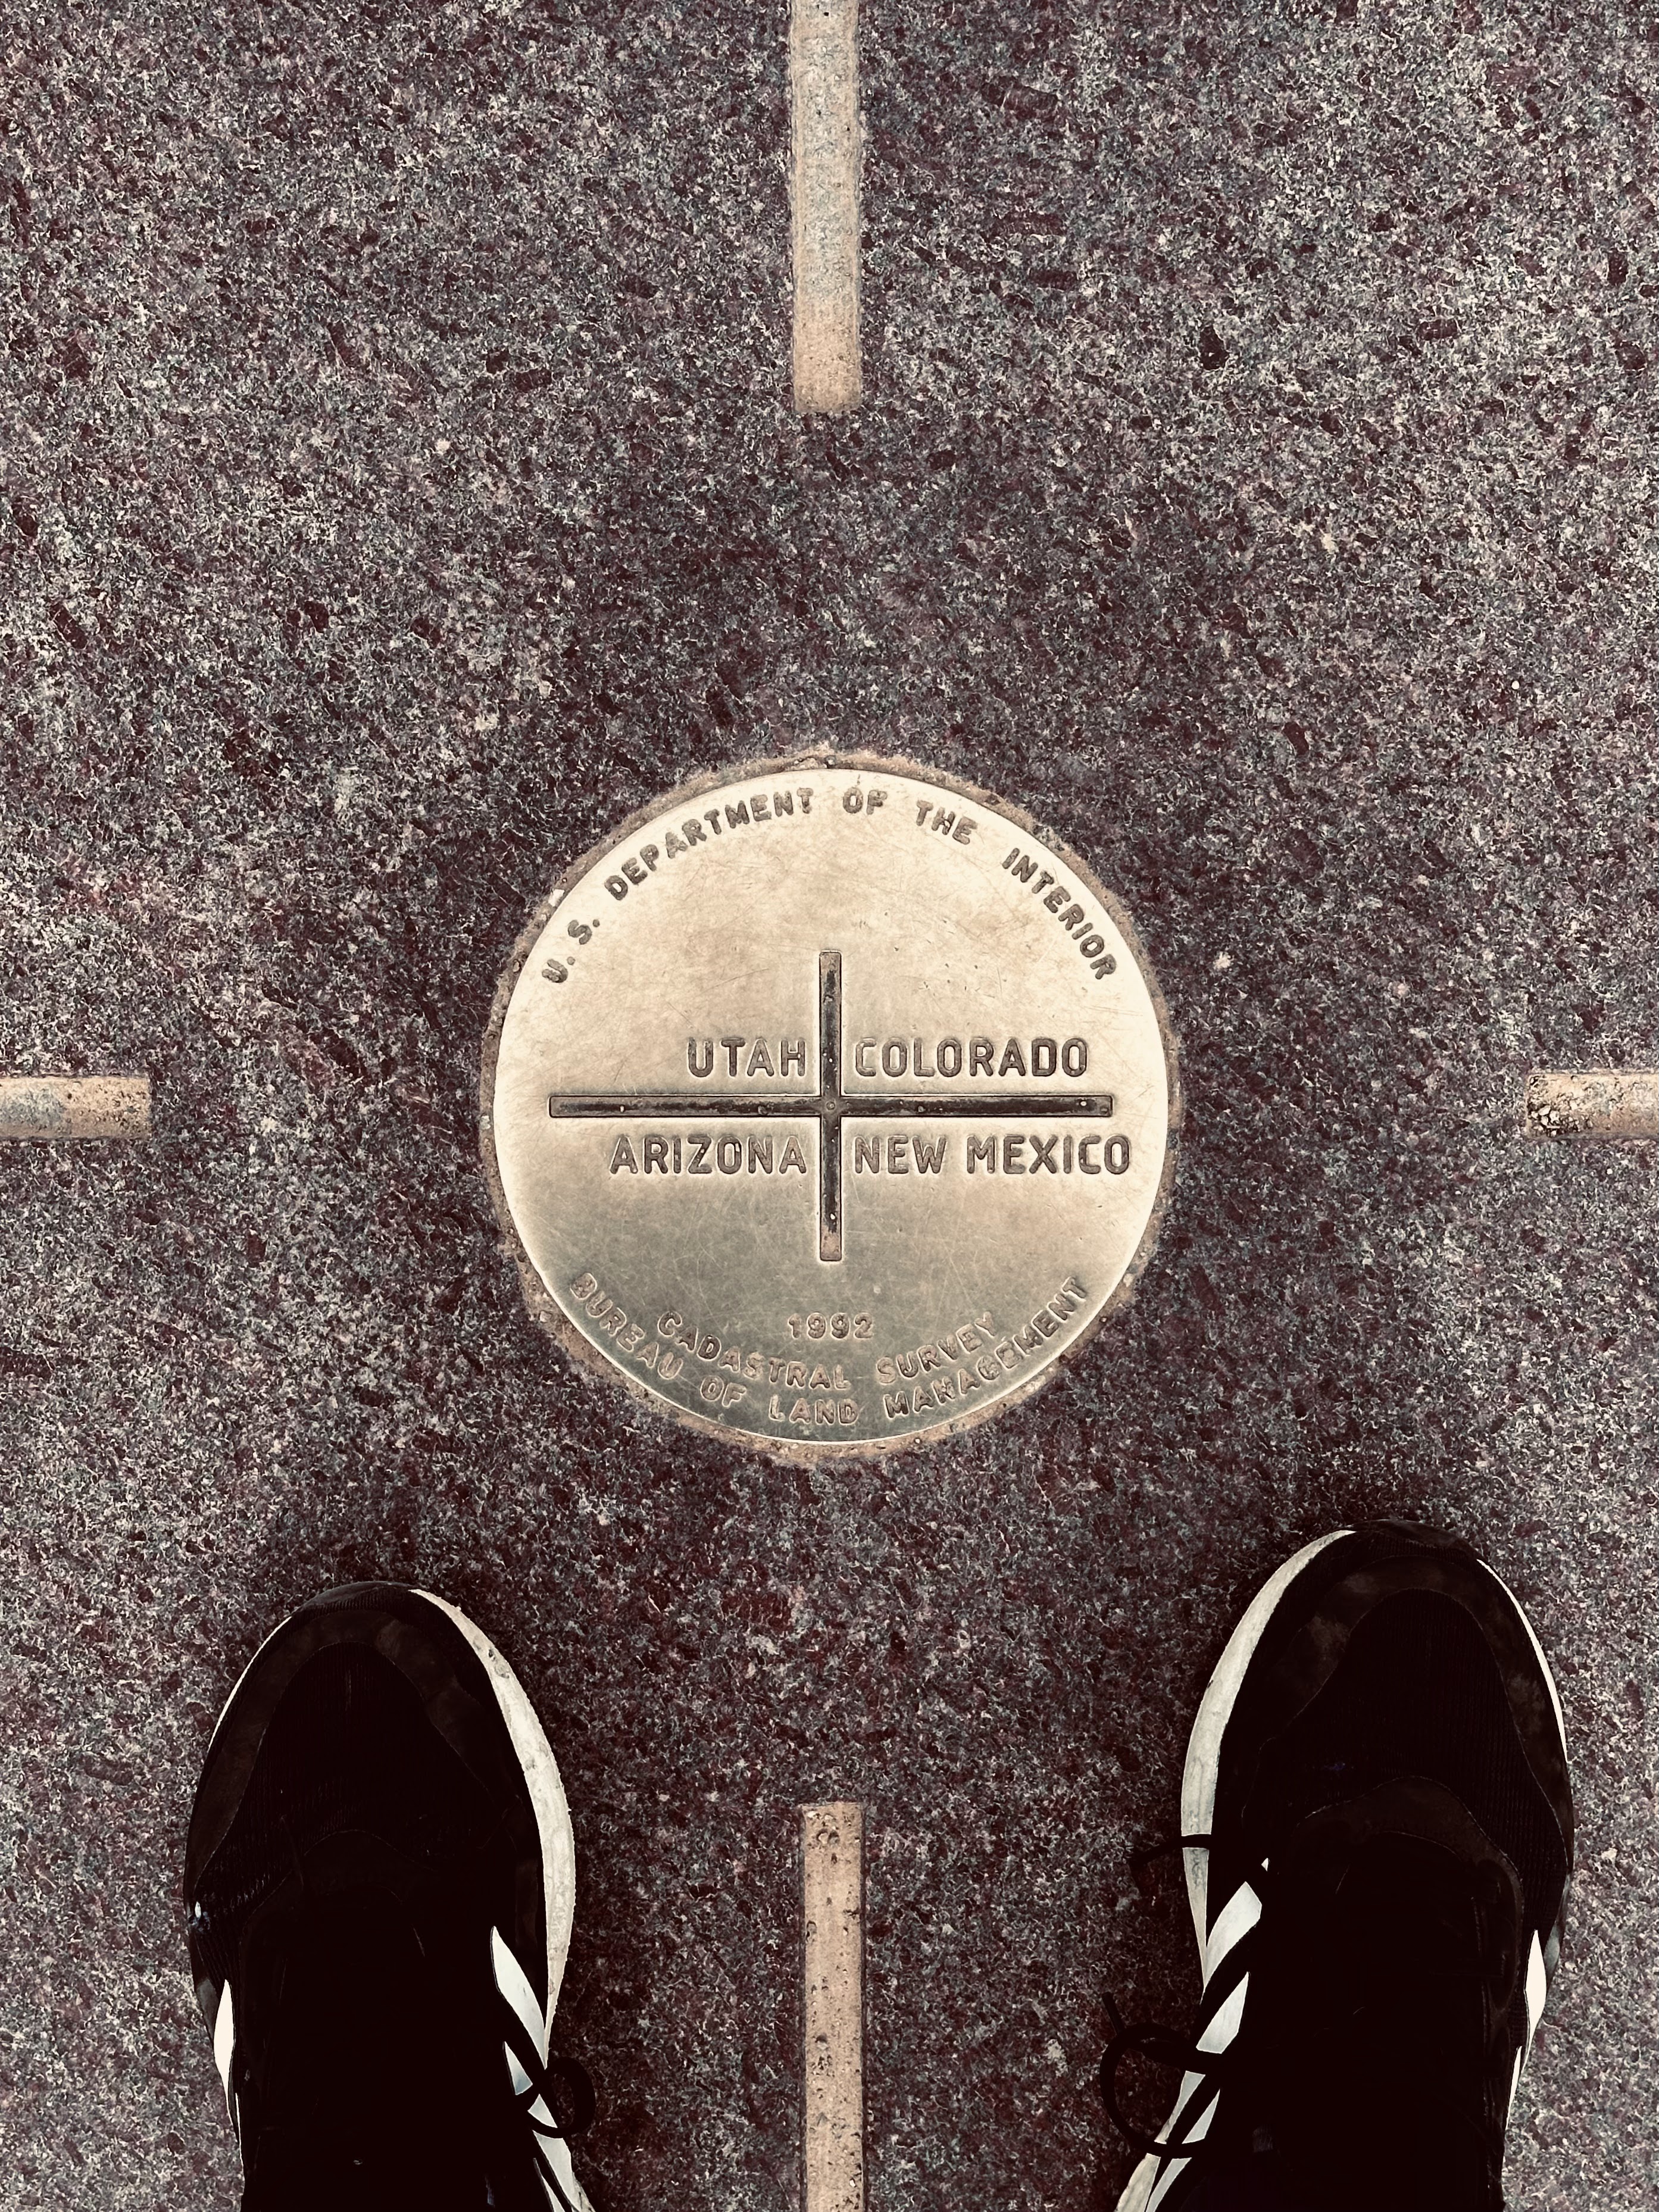 U.S. DEPARTMENT OF THE INTERIOR
UTAH COLORADO
ARIZONA NEW MEXICO
1992
CADASTRAL SURVEY
BUREAU OF LAND MANAGEMENT